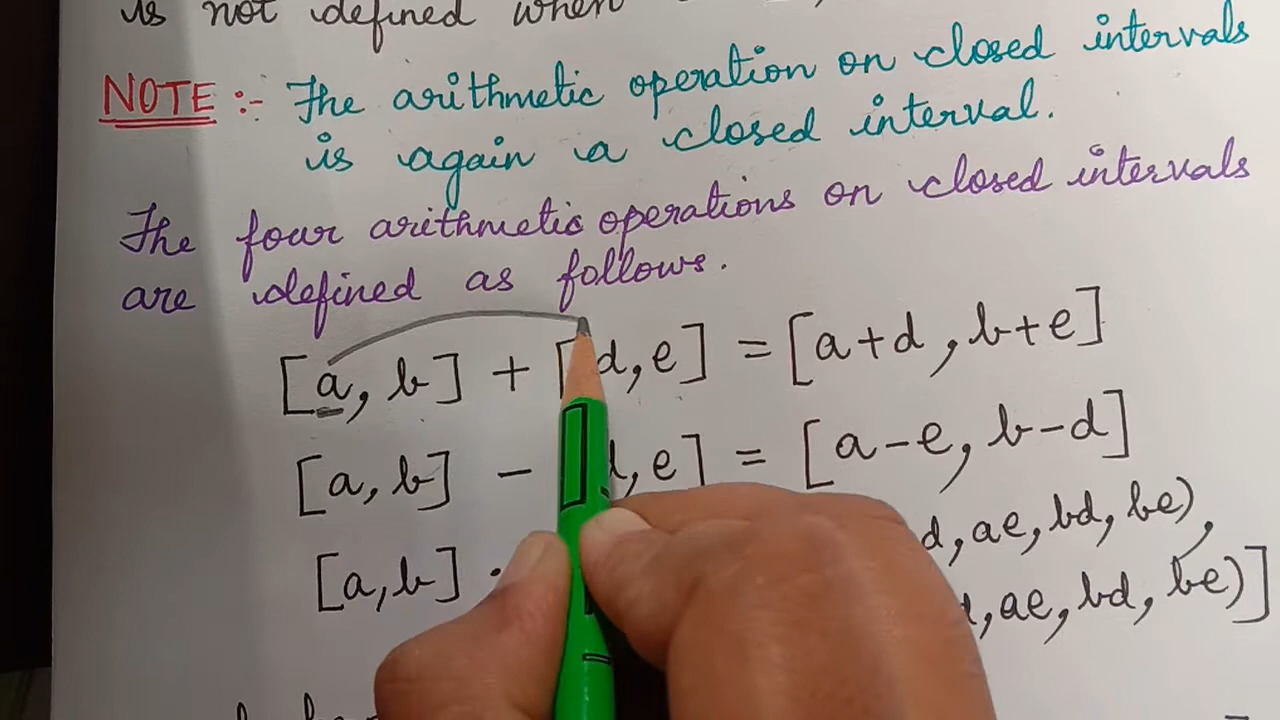 is not defined when
NOTE :- The arithmetic operation on closed intervals
is again a closed interval.
The four arithmetic operations on closed intervals
are defined as follows.
[a, b] + [d, e] = [a+d, b+e]
[a, b] - [d, e] = [a-e, b-d]
[a, b] · d, ae, bd, be),
d, ae, bd, be)]